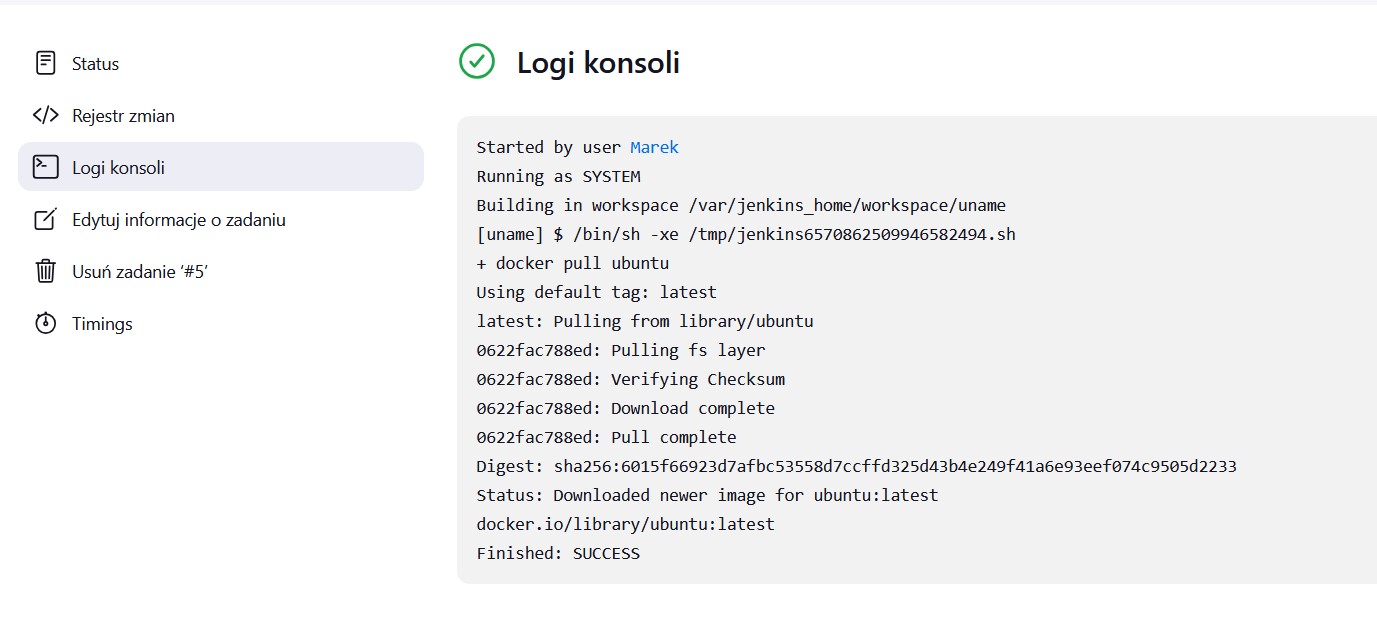 Status
Rejestr zmian
Logi konsoli
Edytuj informacje o zadaniu
Usuń zadanie ‘#5’
Timings
Logi konsoli
Started by user Marek
Running as SYSTEM
Building in workspace /var/jenkins_home/workspace/uname
[uname] $ /bin/sh -xe /tmp/jenkins6570862509946582494.sh
+ docker pull ubuntu
Using default tag: latest
latest: Pulling from library/ubuntu
0622fac788ed: Pulling fs layer
0622fac788ed: Verifying Checksum
0622fac788ed: Download complete
0622fac788ed: Pull complete
Digest: sha256:6015f66923d7afbc53558d7ccffd325d43b4e249f41a6e93eef074c9505d2233
Status: Downloaded newer image for ubuntu:latest
docker.io/library/ubuntu:latest
Finished: SUCCESS